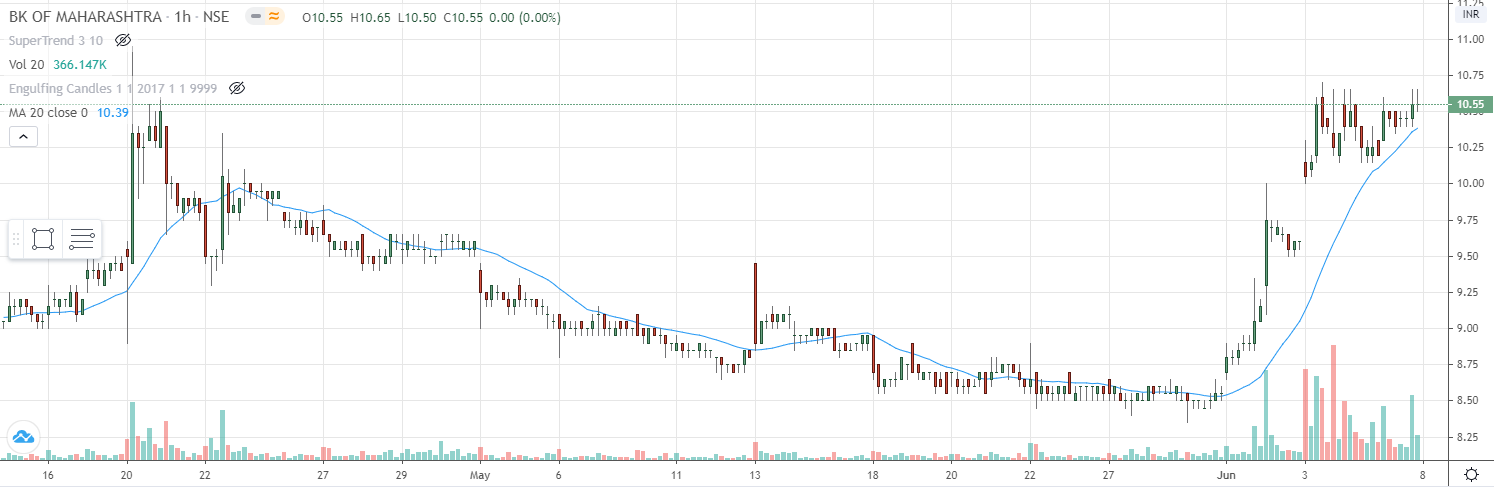 BK OF MAHARASHTRA · 1h · NSE O10.55 H10.65 L10.50 C10.55 0.00 (0.00%)
SuperTrend 3 10
Vol 20 366.147K
Engulfing Candles 1 1 2017 1 1 9999
MA 20 close 0 10.39
11.25
INR
11.00
10.75
10.55
10.50
10.25
10.00
9.75
9.50
9.25
9.00
8.75
8.50
8.25
16 20 22 27 29 May 6 11 13 18 20 22 27 Jun 3 8